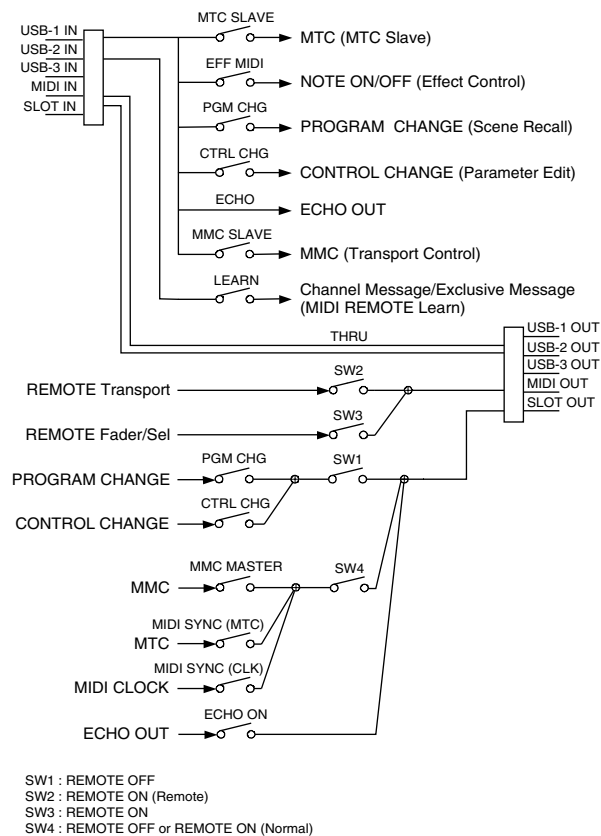 MTC SLAVE
USB-1 IN
MTC (MTC Slave)
USB-2 IN
USB-3 IN
EFF MIDI
MIDI IN
NOTE ON/OFF (Effect Control)
SLOT IN
PGM CHG
PROGRAM CHANGE (Scene Recall)
CTRL CHG
CONTROL CHANGE (Parameter Edit)
ECHO
ECHO OUT
MMC SLAVE
MMC (Transport Control)
LEARN
Channel Message/Exclusive Message
(MIDI REMOTE Learn)
THRU
USB-1 OUT
USB-2 OUT
USB-3 OUT
MIDI OUT
SLOT OUT
SW2
REMOTE Transport
SW3
REMOTE Fader/Sel
PGM CHG
SW1
PROGRAM CHANGE
CTRL CHG
CONTROL CHANGE
MMC MASTER
SW4
MMC
MIDI SYNC (MTC)
MTC
MIDI SYNC (CLK)
MIDI CLOCK
ECHO ON
ECHO OUT
SW1 : REMOTE OFF
SW2 : REMOTE ON (Remote)
SW3 : REMOTE ON
SW4 : REMOTE OFF or REMOTE ON (Normal)